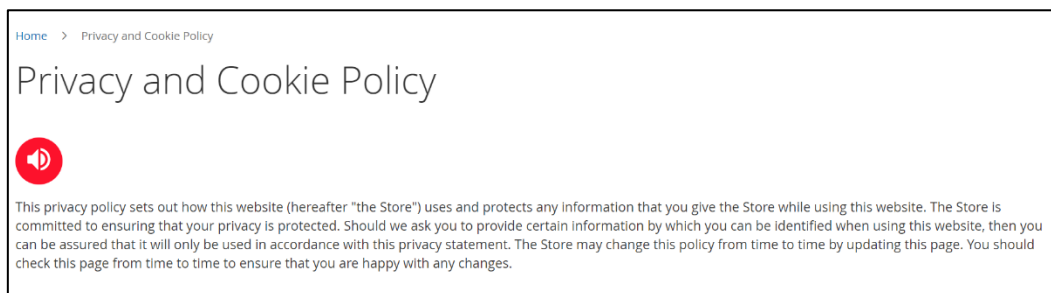 Home > Privacy and Cookie Policy
Privacy and Cookie Policy
This privacy policy sets out how this website (hereafter "the Store") uses and protects any information that you give the Store while using this website. The Store is
committed to ensuring that your privacy is protected. Should we ask you to provide certain information by which you can be identified when using this website, then you
can be assured that it will only be used in accordance with this privacy statement. The Store may change this policy from time to time by updating this page. You should
check this page from time to time to ensure that you are happy with any changes.